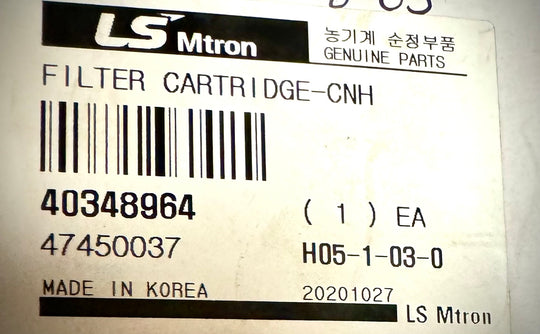 LS Mtron
농기계 순정부품
GENUINE PARTS
FILTER CARTRIDGE-CNH
40348964 ( 1 ) EA
47450037 H05-1-03-0
MADE IN KOREA 20201027
LS Mtron